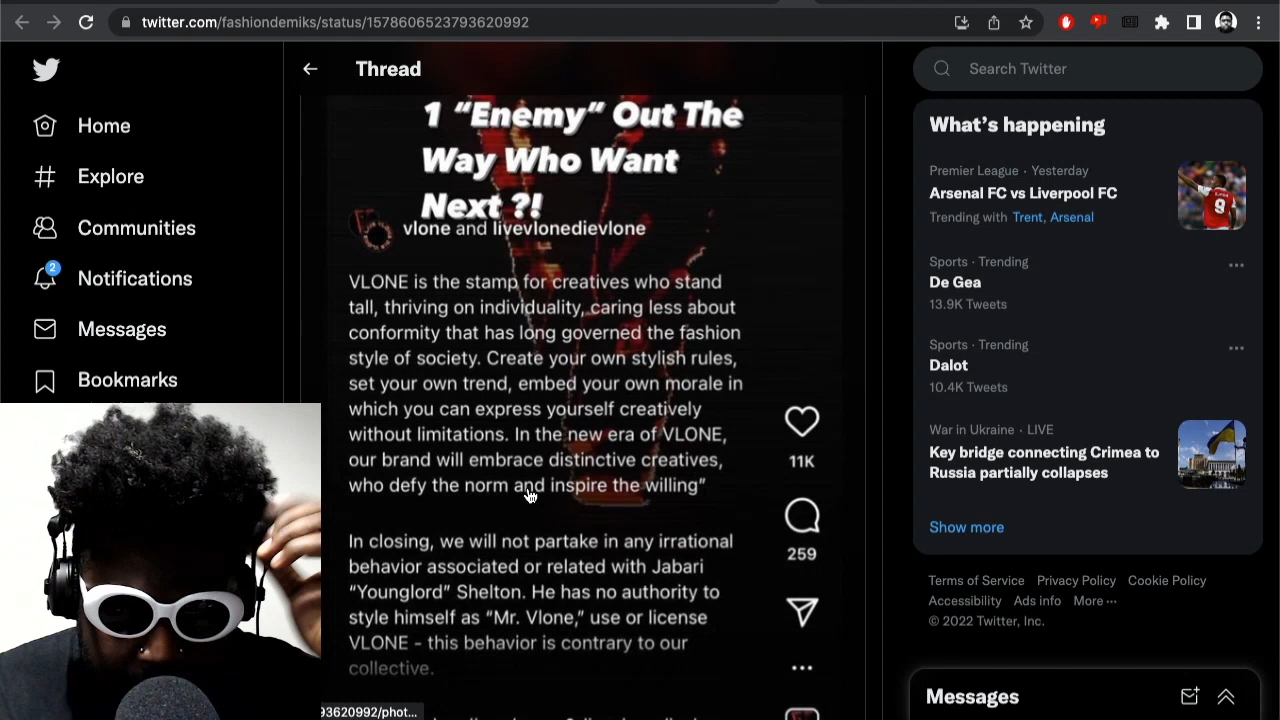 twitter.com/fashiondemiks/status/1578606523793620992
Home
Explore
Communities
Notifications
2
Messages
Bookmarks
Thread
1 “Enemy“ Out The
Way Who Want
Next ?!
vlone and livevlonedievlone
VLONE is the stamp for creatives who stand
tall, thriving on individuality, caring less about
conformity that has long governed the fashion
style of society. Create your own stylish rules,
set your own trend, embed your own morale in
which you can express yourself creatively
without limitations. In the new era of VLONE,
our brand will embrace distinctive creatives,
who defy the norm and inspire the willing”
In closing, we will not partake in any irrational
behavior associated or related with Jabari
“Younglord” Shelton. He has no authority to
style himself as “Mr. Vlone,” use or license
VLONE - this behavior is contrary to our
collective.
11K
259
93620992/phot...
Search Twitter
What’s happening
Premier League · Yesterday
Arsenal FC vs Liverpool FC
Trending with Trent, Arsenal
Sports · Trending
De Gea
13.9K Tweets
Sports · Trending
Dalot
10.4K Tweets
War in Ukraine · LIVE
Key bridge connecting Crimea to
Russia partially collapses
Show more
Terms of Service Privacy Policy Cookie Policy
Accessibility Ads info More ···
© 2022 Twitter, Inc.
Messages